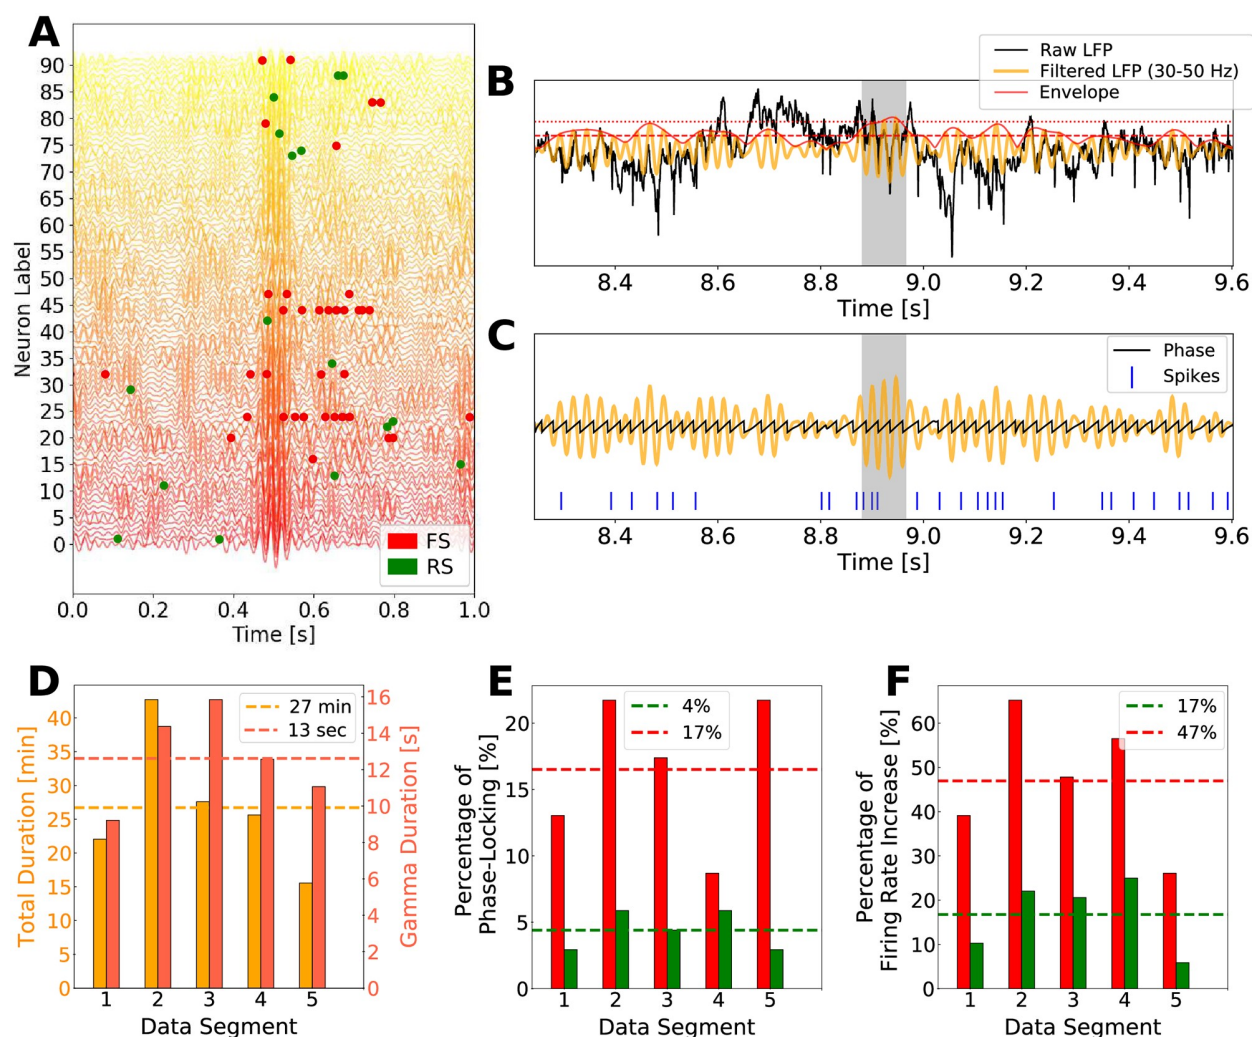 A
Neuron Label
90
85
80
75
70
65
60
55
50
45
40
35
30
25
20
15
10
5
0
FS
RS
0.0 0.2 0.4 0.6 0.8 1.0
Time [s]
B
Raw LFP
Filtered LFP (30-50 Hz)
Envelope
8.4 8.6 8.8 9.0 9.2 9.4 9.6
Time [s]
C
Phase
Spikes
8.4 8.6 8.8 9.0 9.2 9.4 9.6
Time [s]
D
Total Duration [min]
40
35
30
25
20
15
10
5
0
27 min
13 sec
16
14
12
10
8
6
4
2
0
Gamma Duration [s]
1 2 3 4 5
Data Segment
E
Percentage of
Phase-Locking [%]
20
15
10
5
0
4%
17%
1 2 3 4 5
Data Segment
F
Percentage of
Firing Rate Increase [%]
60
50
40
30
20
10
0
17%
47%
1 2 3 4 5
Data Segment